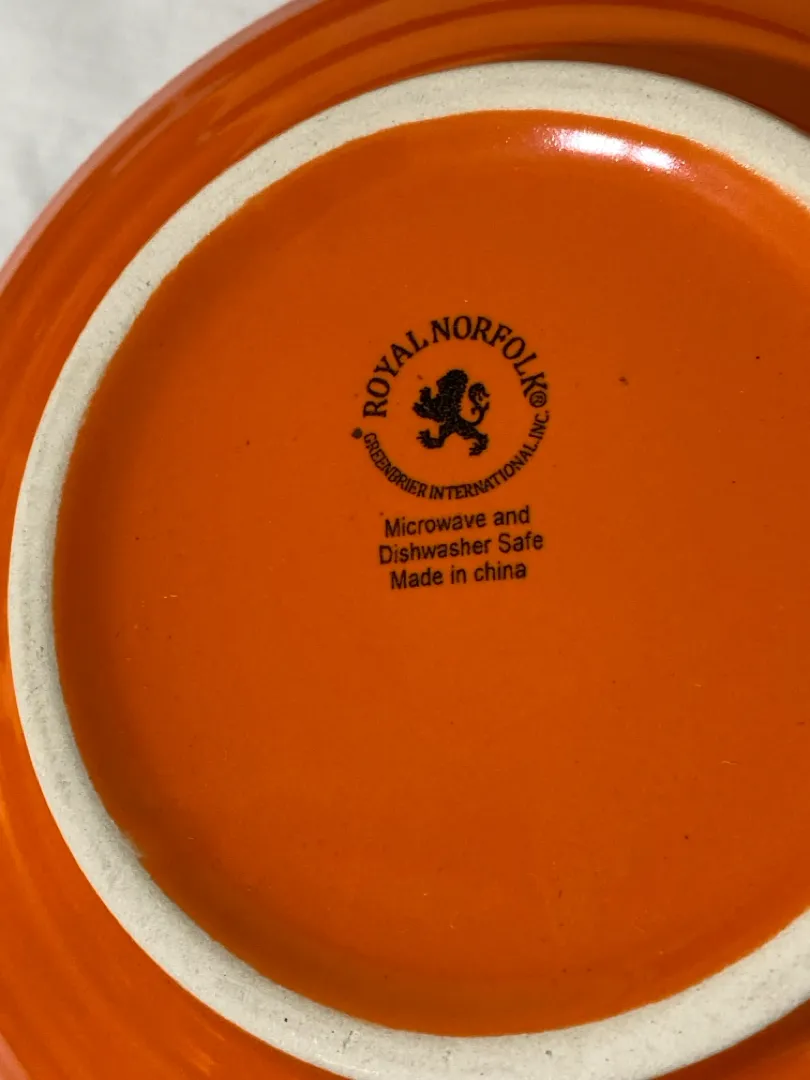 ROYAL NORFOLK®
GREENBRIER INTERNATIONAL, INC.
Microwave and
Dishwasher Safe
Made in china